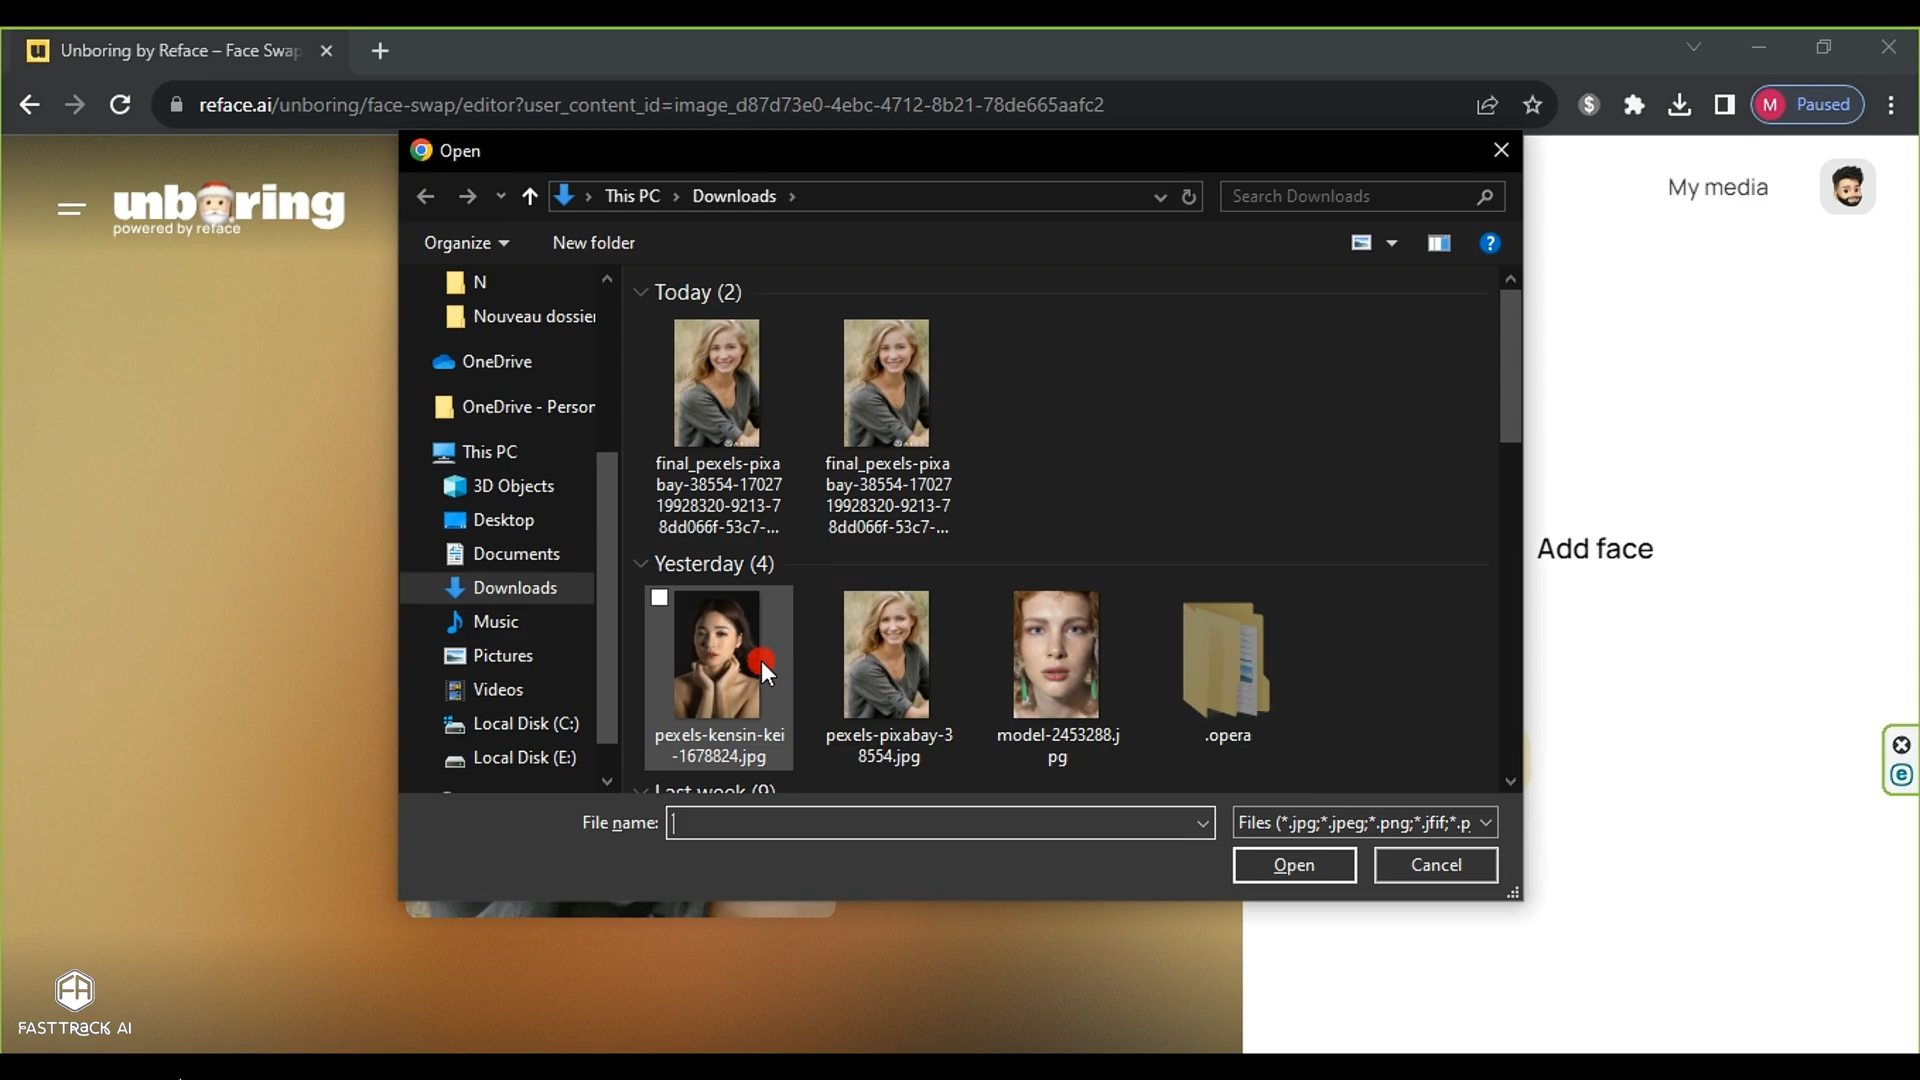 Unboring by Reface – Face Swap
reface.ai/unboring/face-swap/editor?user_content_id=image_d87d73e0-4ebc-4712-8b21-78de665aafc2
$
M Paused
unboring
powered by reface
My media
Open
This PC > Downloads >
Search Downloads
Organize
New folder
?
N
Nouveau dossier
OneDrive
OneDrive - Person
This PC
3D Objects
Desktop
Documents
Downloads
Music
Pictures
Videos
Local Disk (C:)
Local Disk (E:)
Today (2)
final_pexels-pixa
bay-38554-17027
19928320-9213-7
8dd066f-53c7-...
final_pexels-pixa
bay-38554-17027
19928320-9213-7
8dd066f-53c7-...
Yesterday (4)
pexels-kensin-kei
-1678824.jpg
pexels-pixabay-3
8554.jpg
model-2453288.j
pg
.opera
Last week (9)
Add face
File name:
Files (*.jpg;*.jpeg;*.png;*.jfif;*.p
Open
Cancel
FA
FASTTRaCK AI